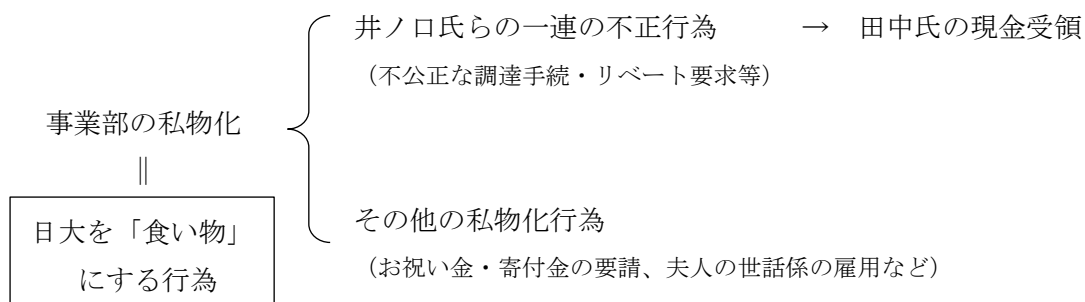 井ノ口氏らの一連の不正行為 → 田中氏の現金受領
（不公正な調達手続・リベート要求等）
事業部の私物化
||
日大を「食い物」
にする行為
その他の私物化行為
（お祝い金・寄付金の要請、夫人の世話係の雇用など）